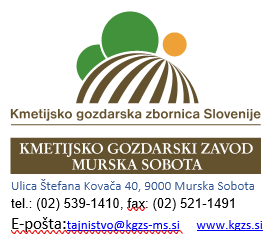 Kmetijsko gozdarska zbornica Slovenije
KMETIJSKO GOZDARSKI ZAVOD
MURSKA SOBOTA
Ulica Štefana Kovača 40, 9000 Murska Sobota
tel.: (02) 539-1410, fax: (02) 521-1491
E-pošta:tajnistvo@kgzs-ms.si www.kgzs.si